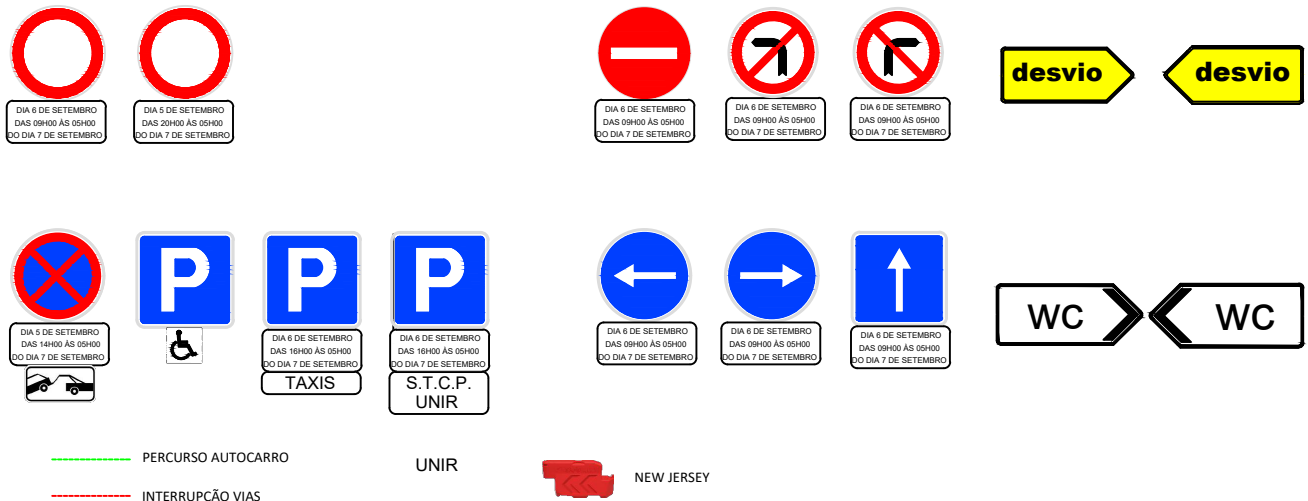 DIA 6 DE SETEMBRO
DAS 09H00 ÀS 05H00
DO DIA 7 DE SETEMBRO
DIA 5 DE SETEMBRO
DAS 20H00 ÀS 05H00
DO DIA 7 DE SETEMBRO
DIA 6 DE SETEMBRO
DAS 09H00 ÀS 05H00
DO DIA 7 DE SETEMBRO
DIA 6 DE SETEMBRO
DAS 09H00 ÀS 05H00
DO DIA 7 DE SETEMBRO
DIA 6 DE SETEMBRO
DAS 09H00 ÀS 05H00
DO DIA 7 DE SETEMBRO
desvio
desvio
DIA 5 DE SETEMBRO
DAS 14H00 ÀS 05H00
DO DIA 7 DE SETEMBRO
P
P
DIA 6 DE SETEMBRO
DAS 16H00 ÀS 05H00
DO DIA 7 DE SETEMBRO
TAXIS
P
DIA 6 DE SETEMBRO
DAS 16H00 ÀS 05H00
DO DIA 7 DE SETEMBRO
S.T.C.P.
UNIR
DIA 6 DE SETEMBRO
DAS 09H00 ÀS 05H00
DO DIA 7 DE SETEMBRO
DIA 6 DE SETEMBRO
DAS 09H00 ÀS 05H00
DO DIA 7 DE SETEMBRO
DIA 6 DE SETEMBRO
DAS 09H00 ÀS 05H00
DO DIA 7 DE SETEMBRO
WC
WC
PERCURSO AUTOCARRO
UNIR
NEW JERSEY
INTERRUPCÃO VIAS